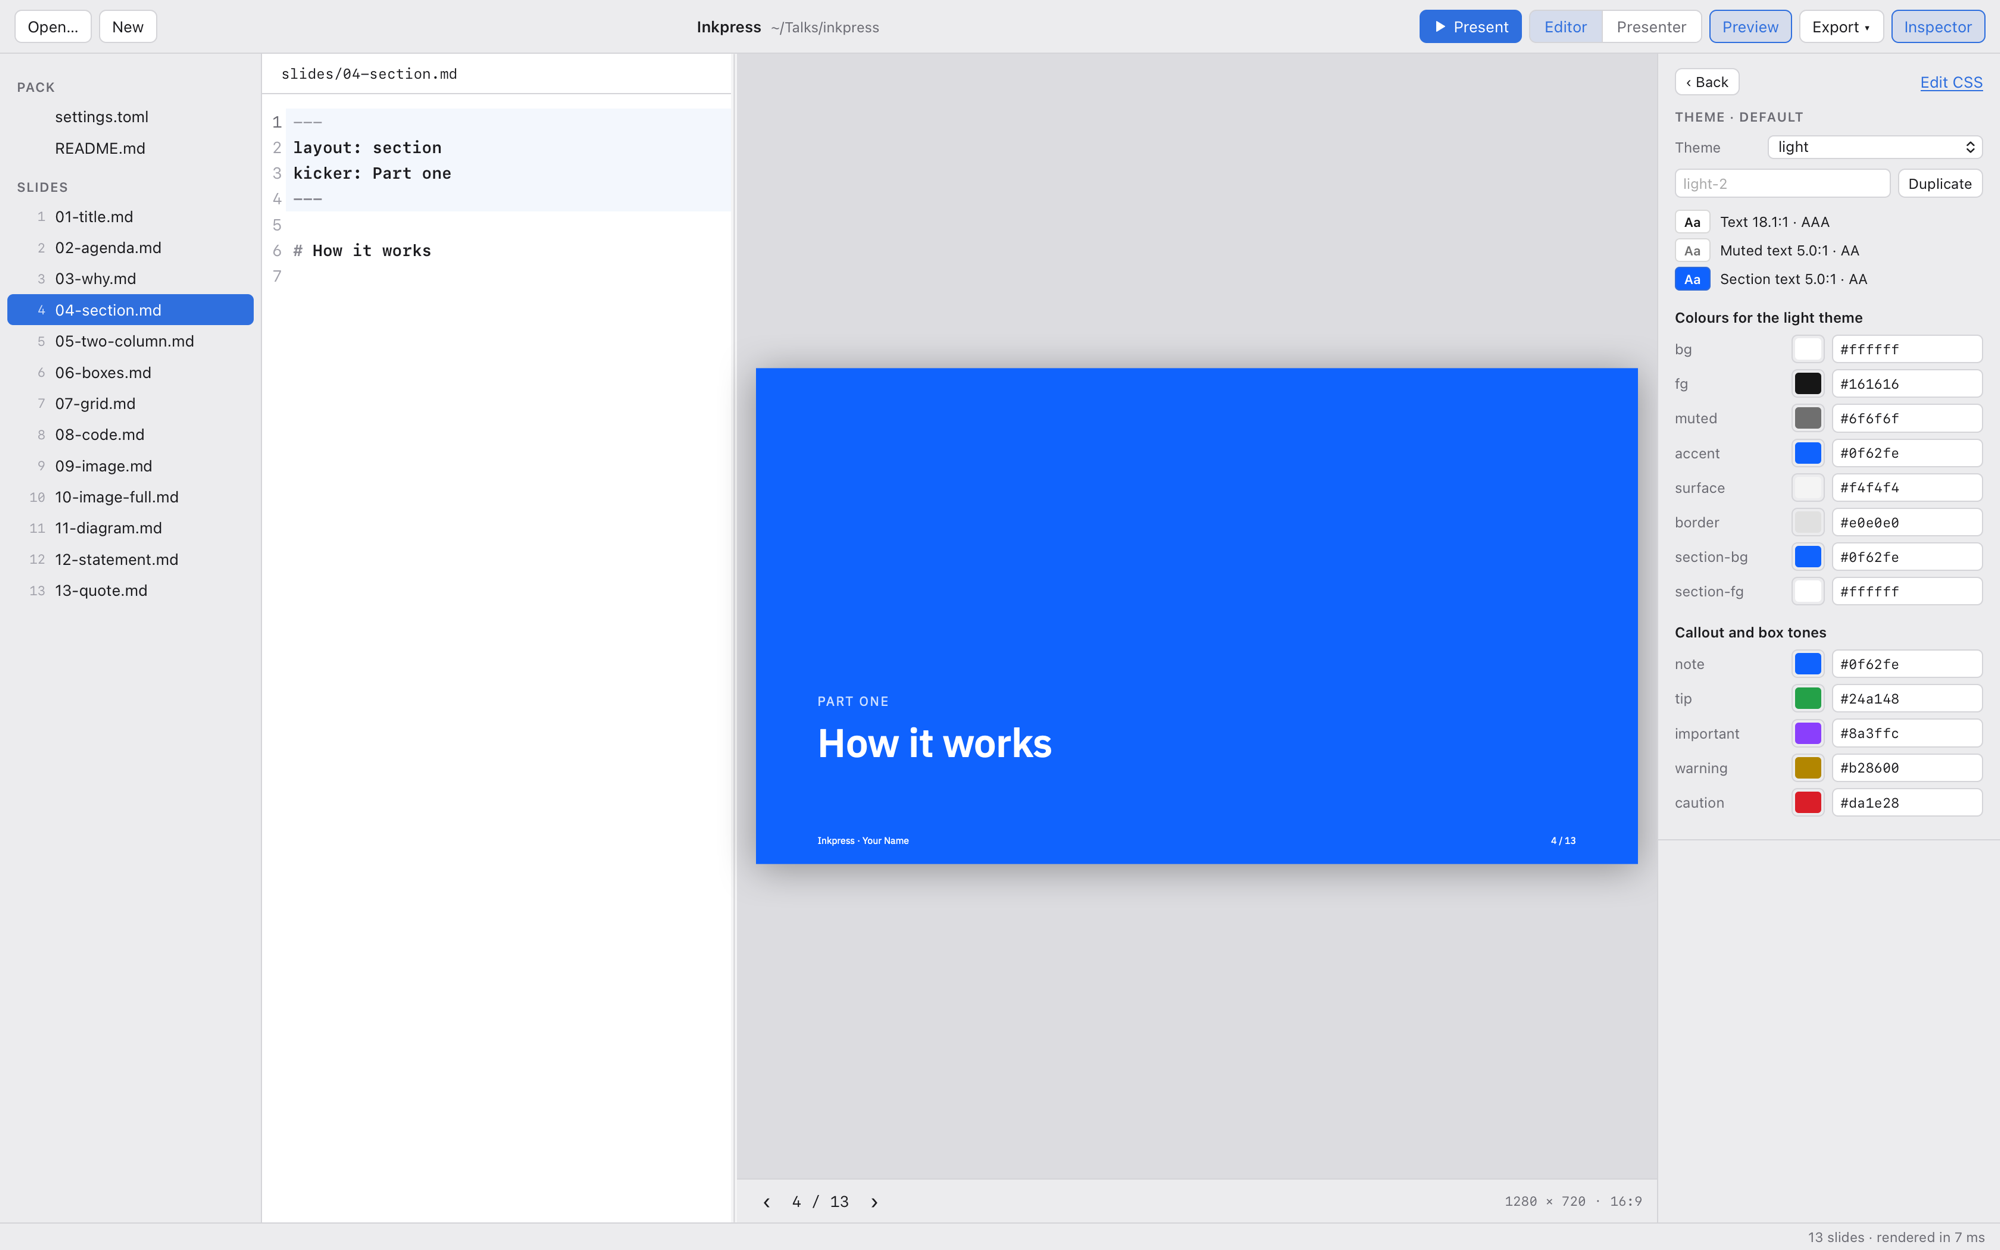 Open... New Inkpress ~/Talks/inkpress ▶ Present Editor Presenter Preview Export ▾ Inspector
PACK
settings.toml
README.md
SLIDES
1 01-title.md
2 02-agenda.md
3 03-why.md
4 04-section.md
5 05-two-column.md
6 06-boxes.md
7 07-grid.md
8 08-code.md
9 09-image.md
10 10-image-full.md
11 11-diagram.md
12 12-statement.md
13 13-quote.md
slides/04-section.md
1 ---
2 layout: section
3 kicker: Part one
4 ---
5
6 # How it works
7
PART ONE
How it works
Inkpress · Your Name 4 / 13
‹ 4 / 13 › 1280 × 720 · 16:9
‹ Back Edit CSS
THEME · DEFAULT
Theme light
light-2 Duplicate
Aa Text 18.1:1 · AAA
Aa Muted text 5.0:1 · AA
Aa Section text 5.0:1 · AA
Colours for the light theme
bg #ffffff
fg #161616
muted #6f6f6f
accent #0f62fe
surface #f4f4f4
border #e0e0e0
section-bg #0f62fe
section-fg #ffffff
Callout and box tones
note #0f62fe
tip #24a148
important #8a3ffc
warning #b28600
caution #da1e28
13 slides · rendered in 7 ms